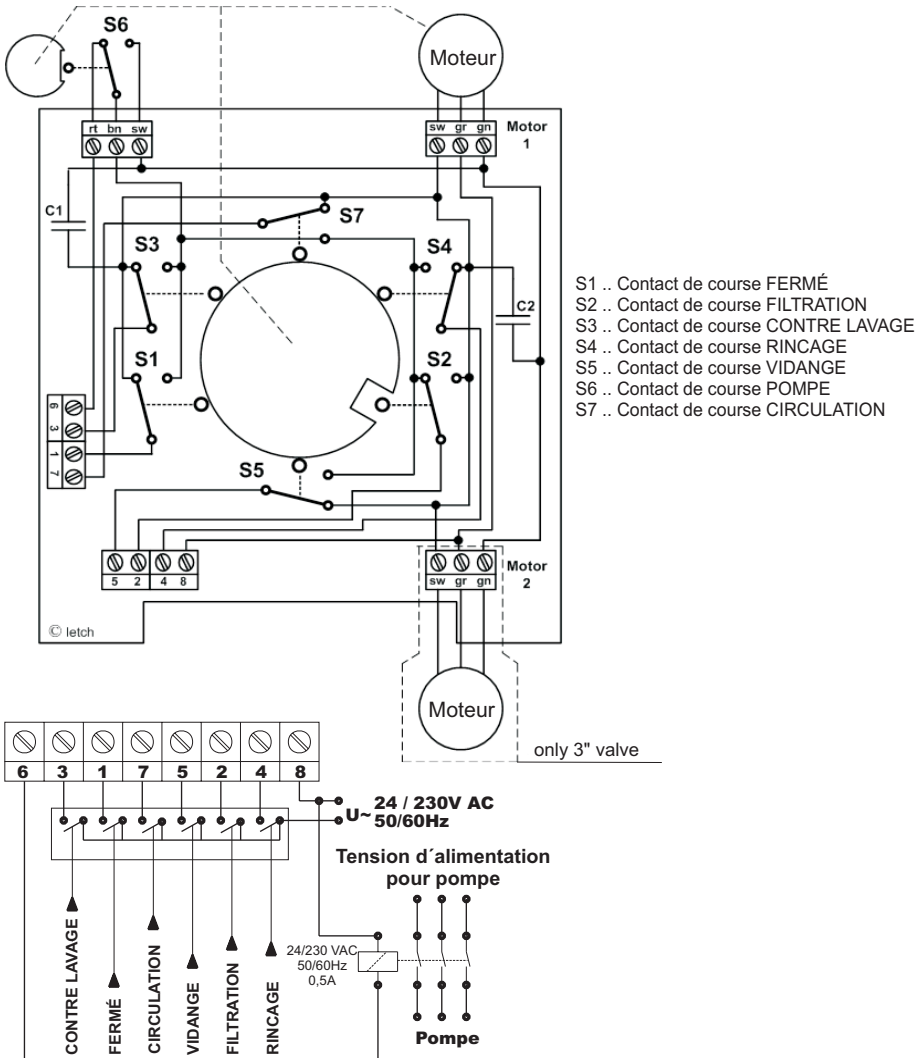 S6
Moteur
rt bn sw
sw gr gn
Motor
1
C1
S7
S3
S4
C2
S1 .. Contact de course FERMÉ
S2 .. Contact de course FILTRATION
S3 .. Contact de course CONTRE LAVAGE
S4 .. Contact de course RINCAGE
S5 .. Contact de course VIDANGE
S6 .. Contact de course POMPE
S7 .. Contact de course CIRCULATION
S1
S2
6
3
1
7
S5
5 2 4 8
sw gr gn
Motor
2
© letch
Moteur
only 3" valve
6 3 1 7 5 2 4 8
U~ 24 / 230V AC
50/60Hz
Tension d´alimentation
pour pompe
CONTRE LAVAGE
FERMÉ
CIRCULATION
VIDANGE
FILTRATION
RINCAGE
24/230 VAC
50/60Hz
0,5A
Pompe